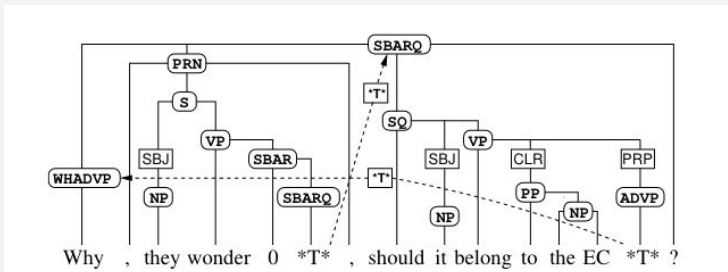 SBARQ
PRN
*T*
S
SQ
VP VP
SBJ SBAR SBJ CLR PRP
WHADVP *T*
NP SBARQ PP ADVP
NP NP
Why , they wonder 0 *T* , should it belong to the EC *T* ?